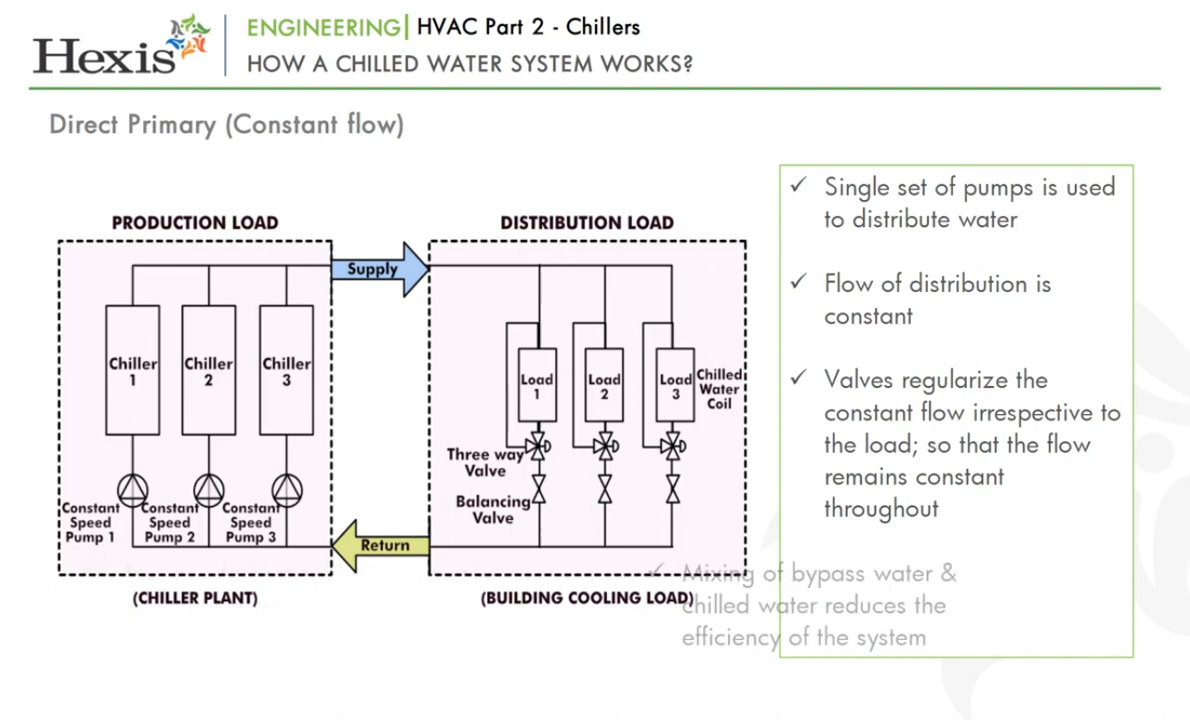 Hexis
ENGINEERING| HVAC Part 2 - Chillers
HOW A CHILLED WATER SYSTEM WORKS?
Direct Primary (Constant flow)
PRODUCTION LOAD
DISTRIBUTION LOAD
Supply
Chiller
1
Chiller
2
Chiller
3
Load
1
Load
2
Load
3
Chilled
Water
Coil
Three way
Valve
Balancing
Valve
Constant
Speed
Pump 1
Constant
Speed
Pump 2
Constant
Speed
Pump 3
Return
(CHILLER PLANT)
(BUILDING COOLING LOAD)
✓ Single set of pumps is used
to distribute water
✓ Flow of distribution is
constant
✓ Valves regularize the
constant flow irrespective to
the load; so that the flow
remains constant
throughout
✓ Mixing of bypass water &
chilled water reduces the
efficiency of the system